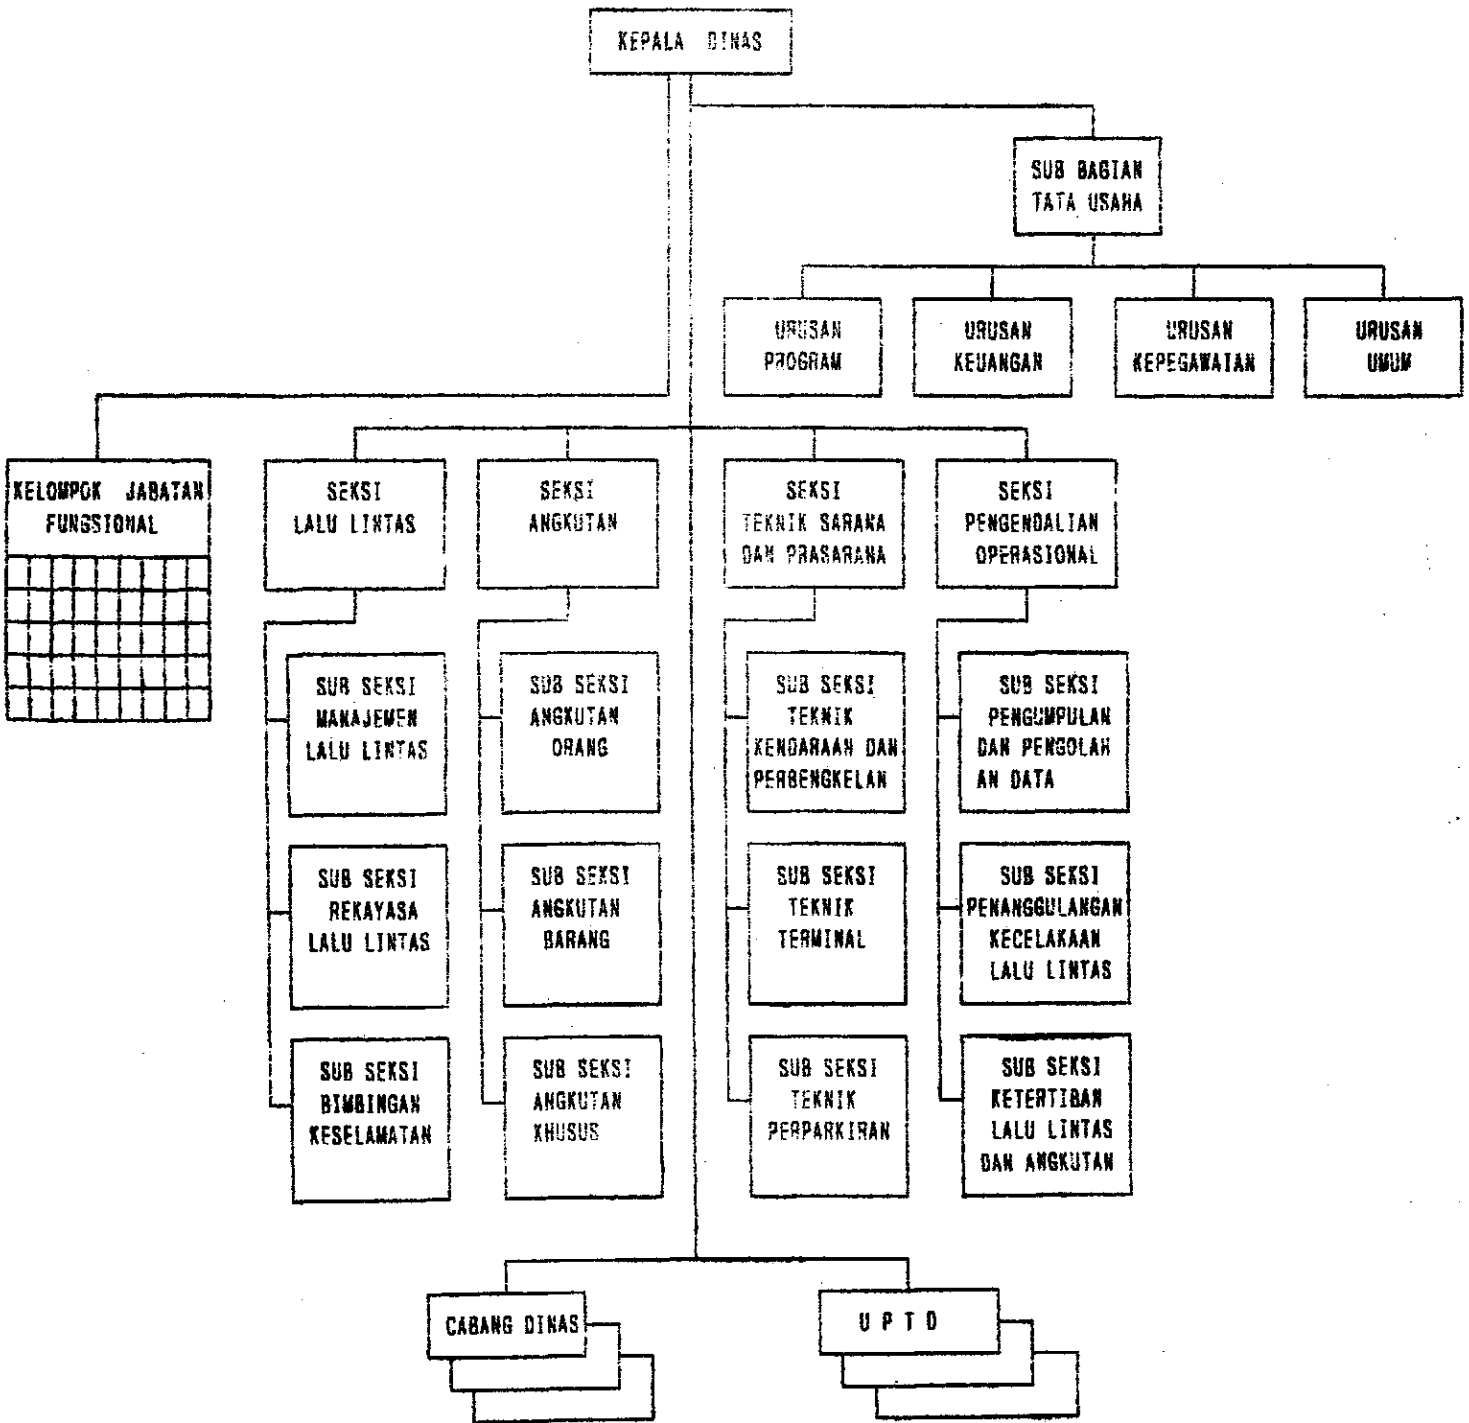 KEPALA DINAS
SUB BAGIAN
TATA USAHA
URUSAN
PROGRAM
URUSAN
KEUANGAN
URUSAN
KEPEGAWAIAN
URUSAN
UMUM
KELOMPOK JABATAN
FUNGSIONAL
SEKSI
LALU LINTAS
SEKSI
ANGKUTAN
SEKSI
TEKNIK SARANA
DAN PRASARANA
SEKSI
PENGENDALIAN
OPERASIONAL
SUB SEKSI
MANAJEMEN
LALU LINTAS
SUB SEKSI
ANGKUTAN
ORANG
SUB SEKSI
TEKNIK
KENDARAAN DAN
PERBENGKELAN
SUB SEKSI
PENGUMPULAN
DAN PENGOLAH
AN DATA
SUB SEKSI
REKAYASA
LALU LINTAS
SUB SEKSI
ANGKUTAN
BARANG
SUB SEKSI
TEKNIK
TERMINAL
SUB SEKSI
PENANGGULANGAN
KECELAKAAN
LALU LINTAS
SUB SEKSI
BIMBINGAN
KESELAMATAN
SUB SEKSI
ANGKUTAN
KHUSUS
SUB SEKSI
TEKNIK
PERPARKIRAN
SUB SEKSI
KETERTIBAN
LALU LINTAS
DAN ANGKUTAN
CABANG DINAS
U P T D